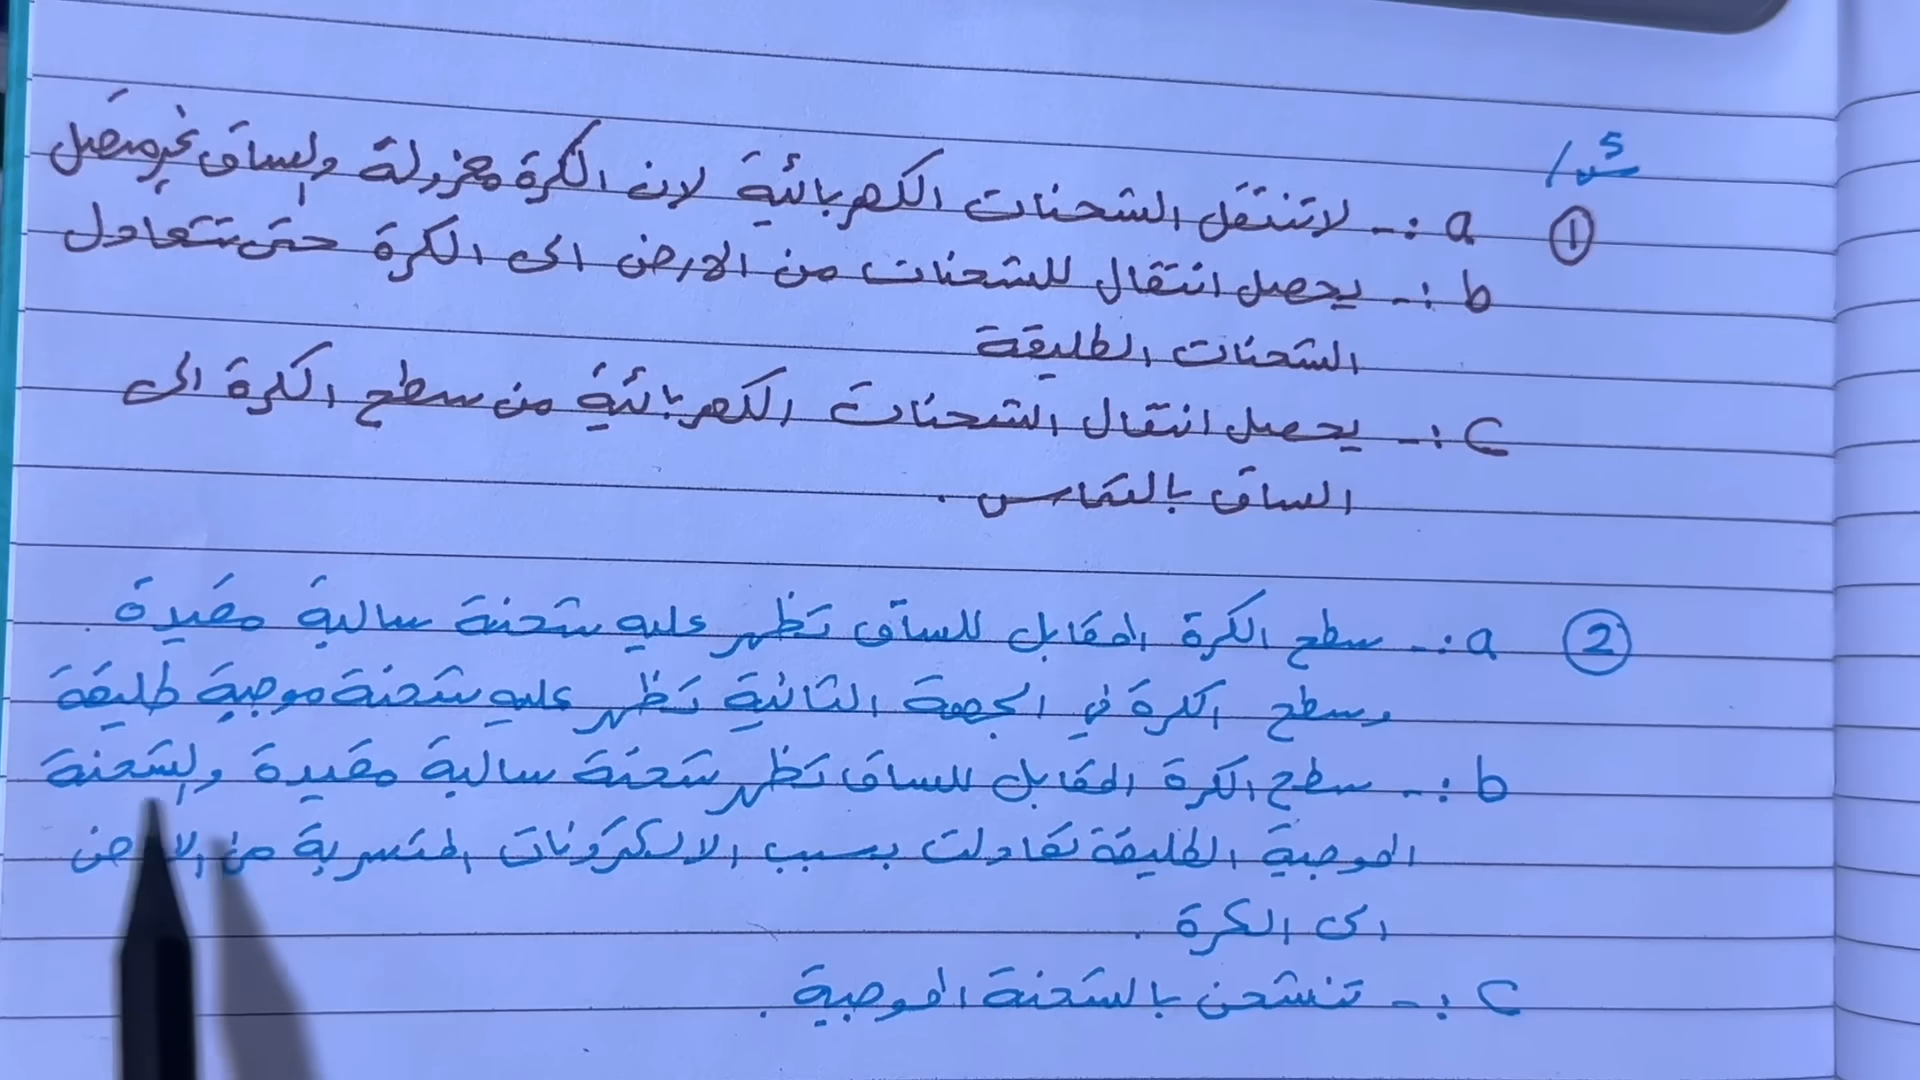 س5/
① a :- لاتنتقل الشحنات الكهربائية لان الكرة معزولة والساق غير متصل
b :- يحصل انتقال للشحنات من الارض الى الكرة حتى تتعادل
الشحنات الطليقة
c :- يحصل انتقال الشحنات الكهربائية من سطح الكرة الى
الساق بالتماس .
② a :- سطح الكرة المقابل للساق تظهر عليه شحنة سالبة مقيدة .
وسطح الكرة في الجهة الثانية تظهر عليه شحنة موجبة طليقة
b :- سطح الكرة المقابل للساق تظهر شحنة سالبة مقيدة والشحنة
الموجبة الطليقة تعادلت بسبب الالكترونات المتسربة من الارض
الى الكرة .
c :- تنشحن بالشحنة الموجبة .